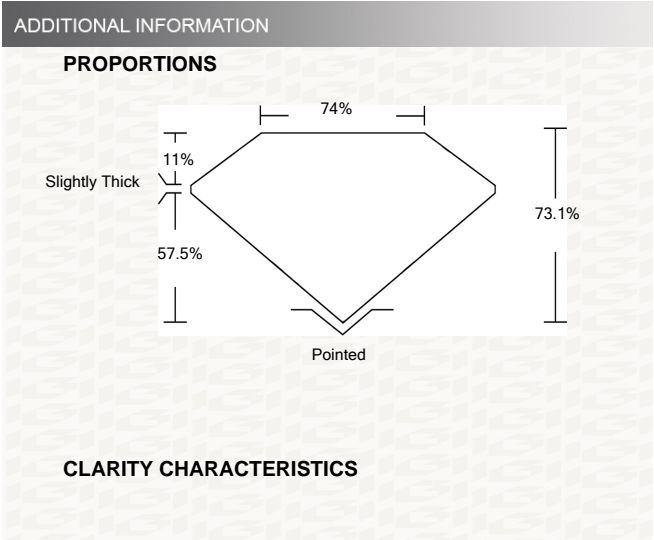 ADDITIONAL INFORMATION
PROPORTIONS
74%
11%
Slightly Thick
73.1%
57.5%
Pointed
CLARITY CHARACTERISTICS